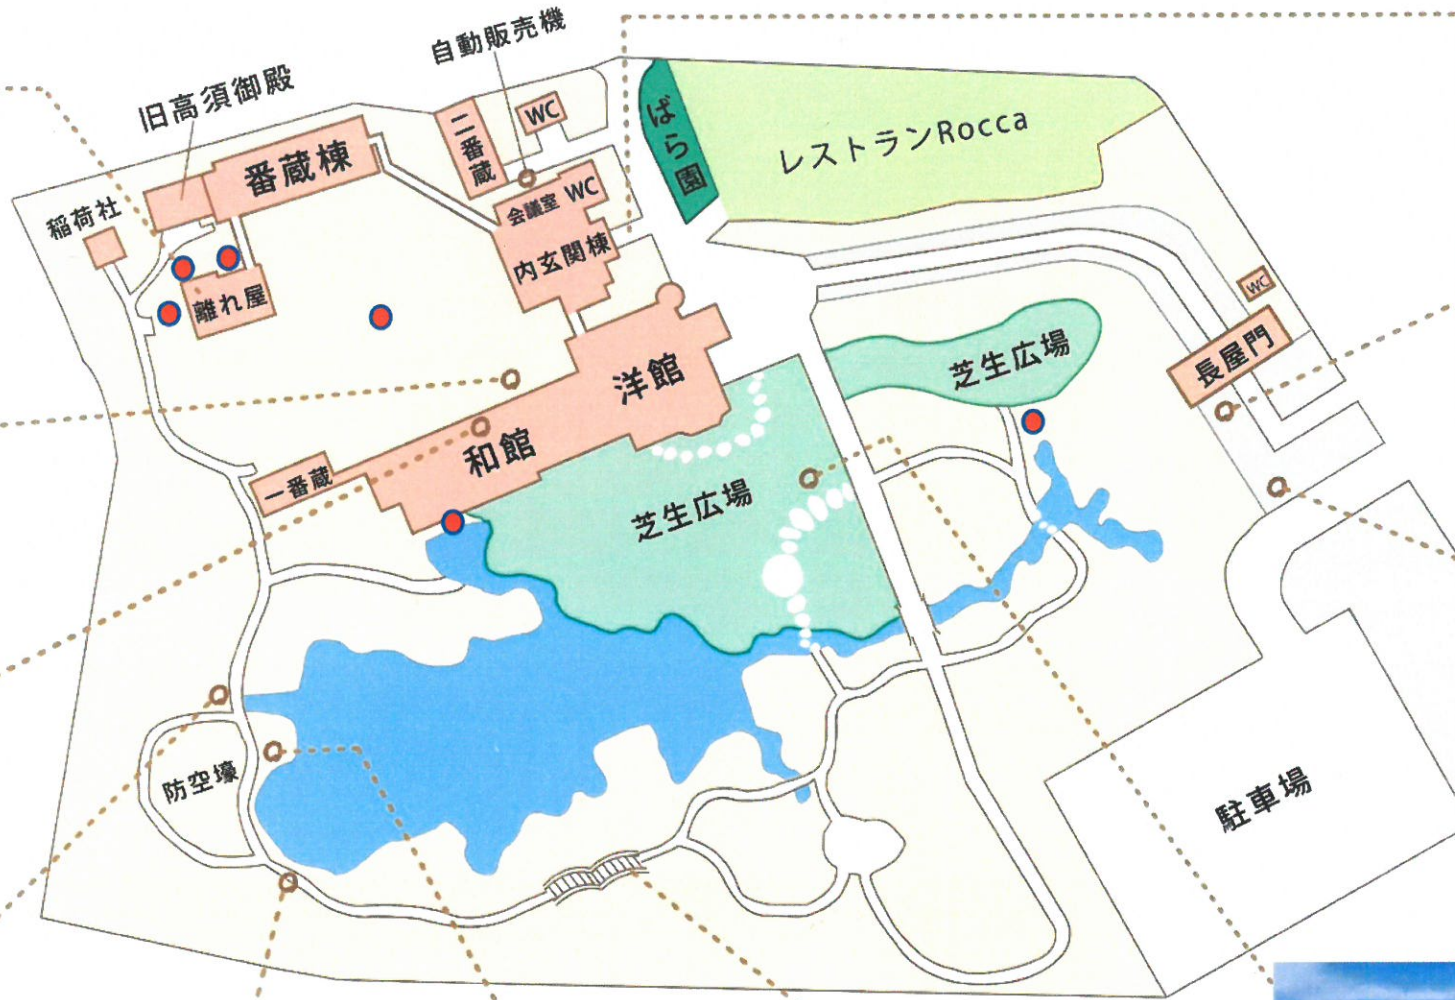 自動販売機
旧高須御殿
番蔵棟
二番蔵
WC
ばら園
レストランRocca
稲荷社
会議室 WC
内玄関棟
離れ屋
WC
長屋門
洋館
芝生広場
和館
一番蔵
芝生広場
防空壕
駐車場